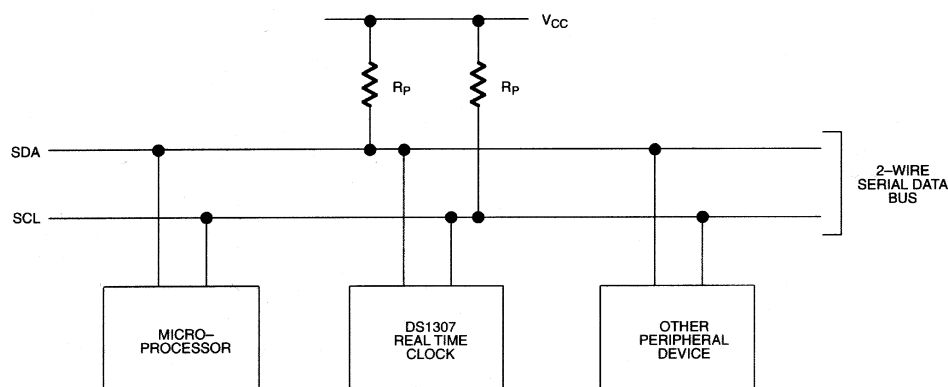 VCC
RP
RP
SDA
2–WIRE
SERIAL DATA
BUS
SCL
MICRO–
PROCESSOR
DS1307
REAL TIME
CLOCK
OTHER
PERIPHERAL
DEVICE